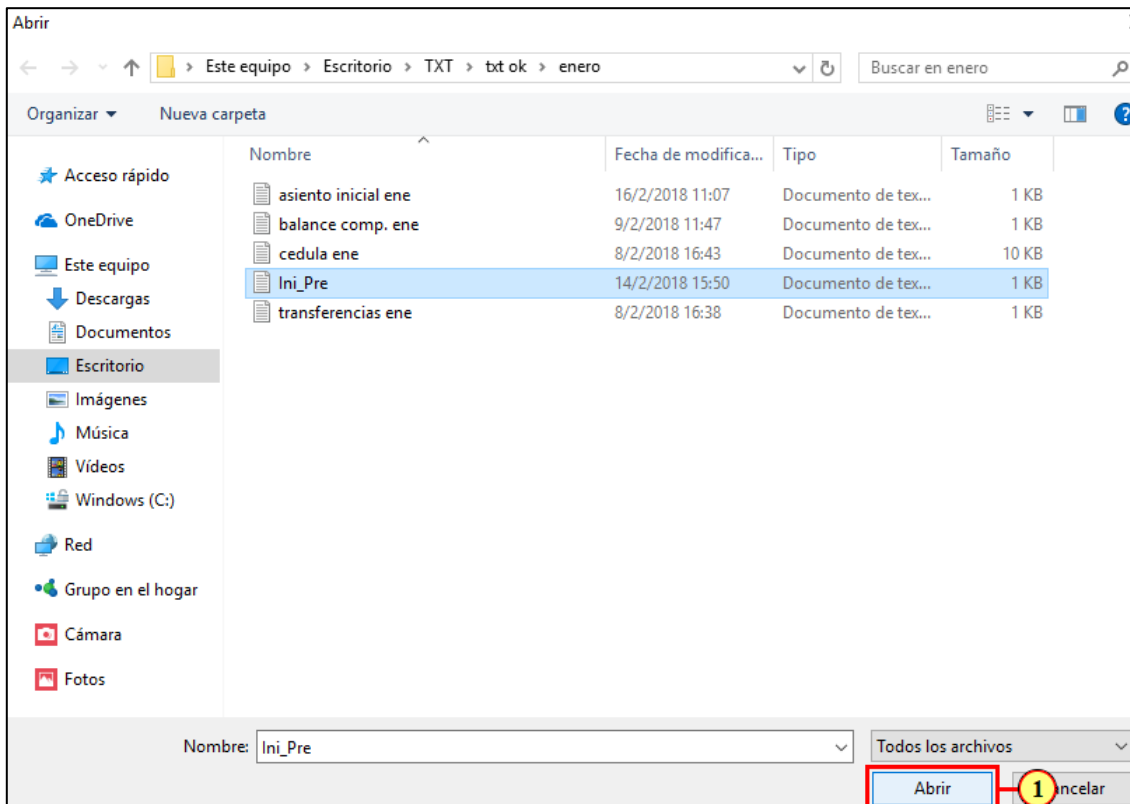 Abrir
Este equipo > Escritorio > TXT > txt ok > enero
Buscar en enero
Organizar
Nueva carpeta
Nombre Fecha de modifica... Tipo Tamaño
Acceso rápido
OneDrive
Este equipo
Descargas
Documentos
Escritorio
Imágenes
Música
Vídeos
Windows (C:)
Red
Grupo en el hogar
Cámara
Fotos
asiento inicial ene 16/2/2018 11:07 Documento de tex... 1 KB
balance comp. ene 9/2/2018 11:47 Documento de tex... 1 KB
cedula ene 8/2/2018 16:43 Documento de tex... 10 KB
Ini_Pre 14/2/2018 15:50 Documento de tex... 1 KB
transferencias ene 8/2/2018 16:38 Documento de tex... 1 KB
Nombre: Ini_Pre Todos los archivos
Abrir 1 ncelar